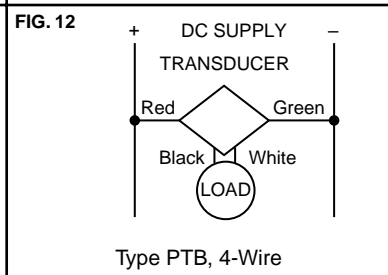 FIG. 12
+ DC SUPPLY –
TRANSDUCER
Red Green
Black White
LOAD
Type PTB, 4-Wire